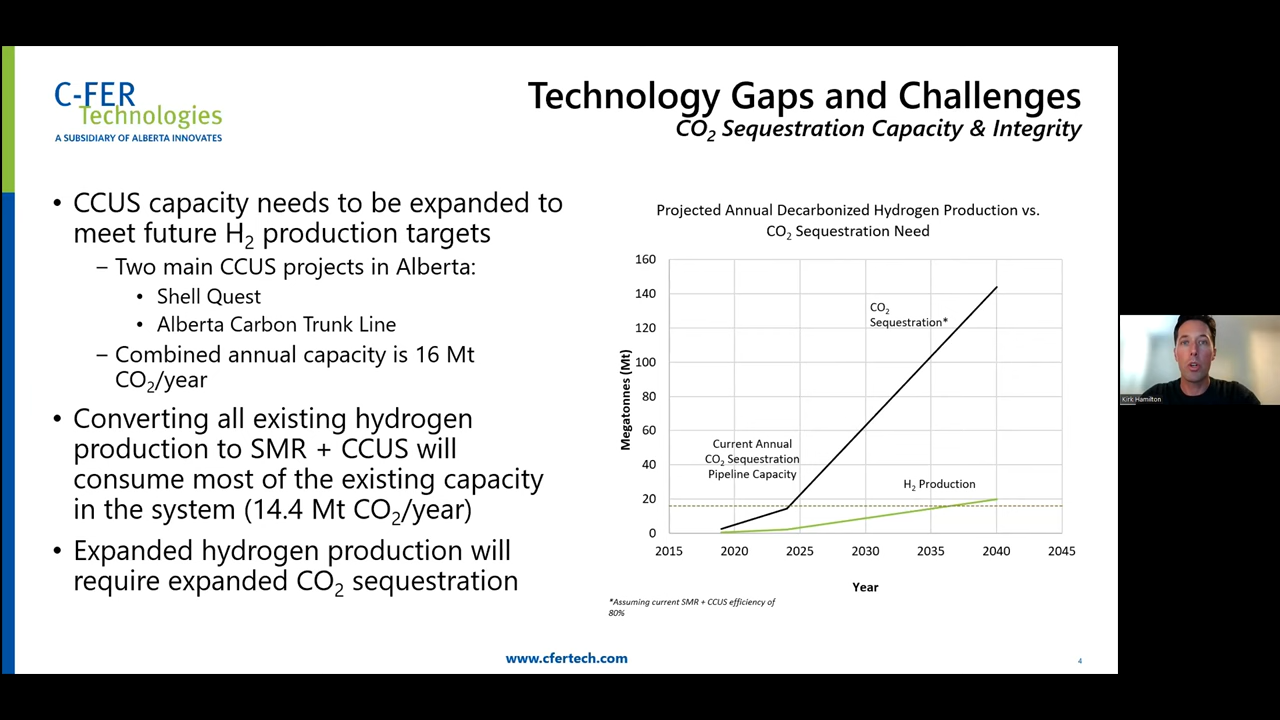 C-FER
Technologies
A SUBSIDIARY OF ALBERTA INNOVATES
Technology Gaps and Challenges
CO2 Sequestration Capacity & Integrity
• CCUS capacity needs to be expanded to
meet future H2 production targets
– Two main CCUS projects in Alberta:
• Shell Quest
• Alberta Carbon Trunk Line
– Combined annual capacity is 16 Mt
CO2/year
• Converting all existing hydrogen
production to SMR + CCUS will
consume most of the existing capacity
in the system (14.4 Mt CO2/year)
• Expanded hydrogen production will
require expanded CO2 sequestration
Projected Annual Decarbonized Hydrogen Production vs.
CO2 Sequestration Need
Megatonnes (Mt)
160
140
120
100
80
60
40
20
0
CO2
Sequestration*
Current Annual
CO2 Sequestration
Pipeline Capacity
H2 Production
2015 2020 2025 2030 2035 2040 2045
Year
*Assuming current SMR + CCUS efficiency of
80%
www.cfertech.com
4
Kirk Hamilton